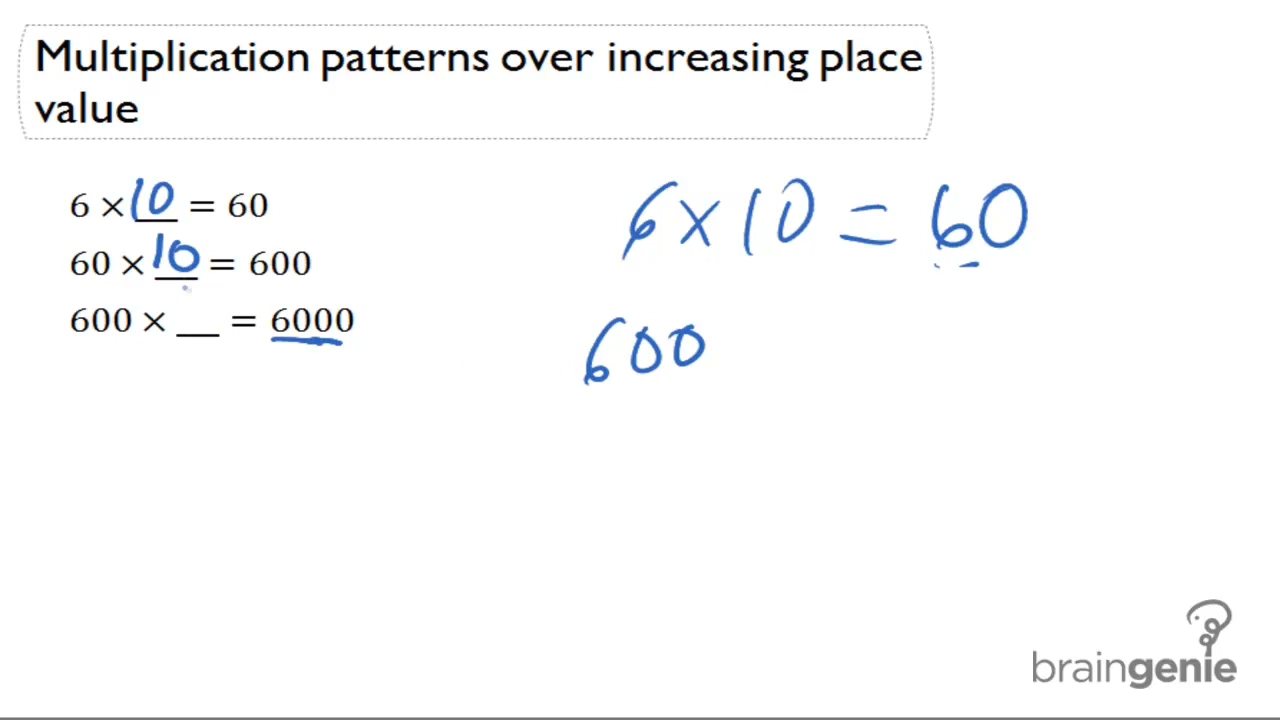 Multiplication patterns over increasing place
value
6 × 10 = 60
60 × 10 = 600
600 × __ = 6000
6 × 10 = 60
600
braingenie